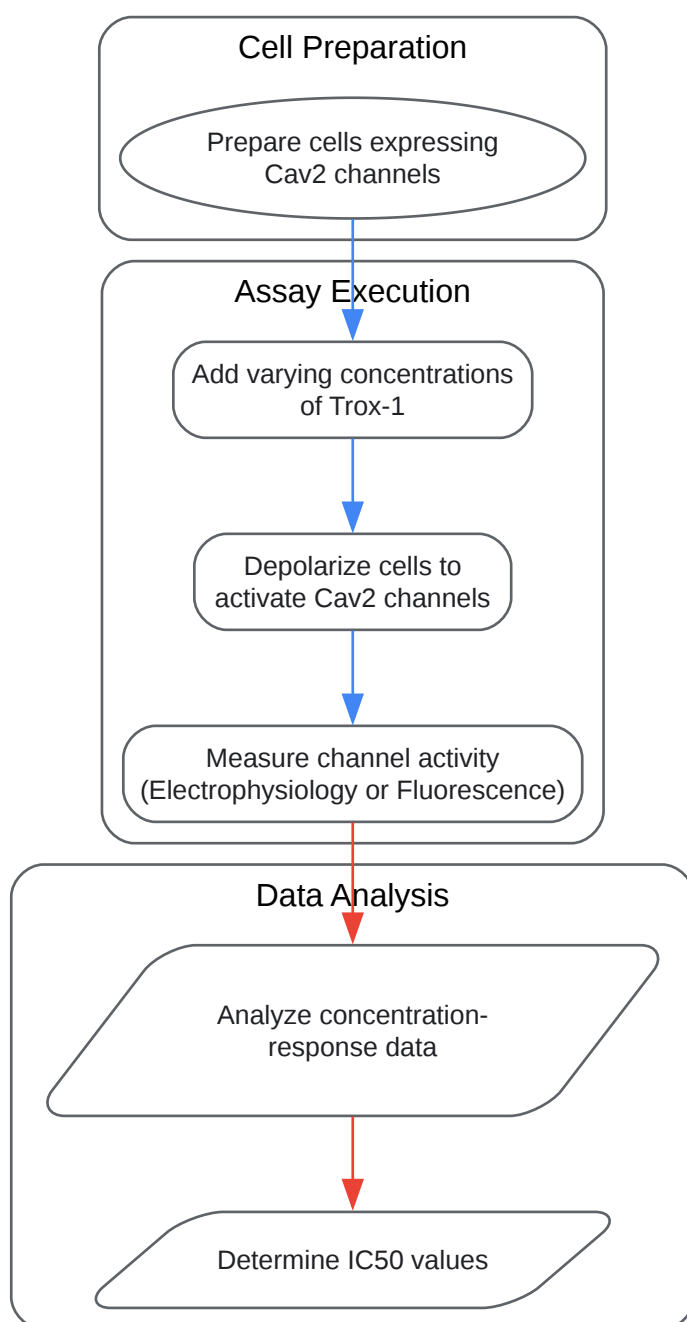 Cell Preparation
Prepare cells expressing
Cav2 channels
Assay Execution
Add varying concentrations
of Trox-1
Depolarize cells to
activate Cav2 channels
Measure channel activity
(Electrophysiology or Fluorescence)
Data Analysis
Analyze concentration-
response data
Determine IC50 values